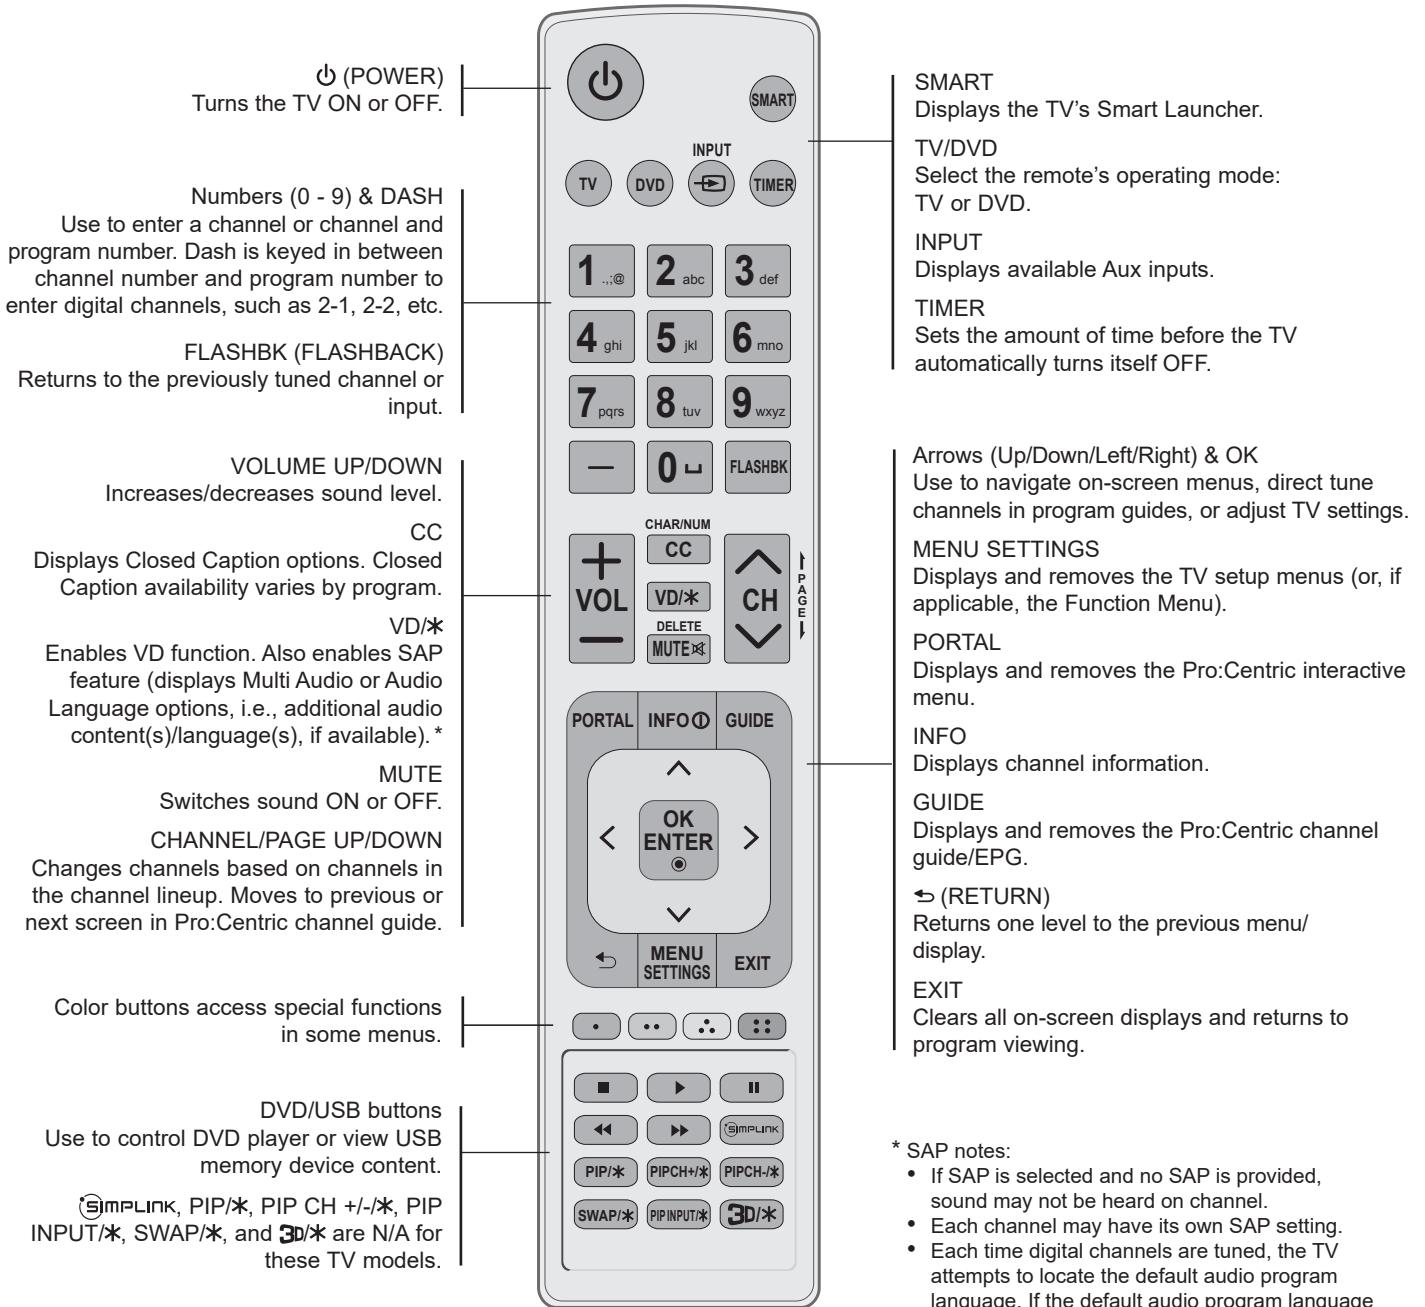 ⏻ (POWER)
Turns the TV ON or OFF.
Numbers (0 - 9) & DASH
Use to enter a channel or channel and
program number. Dash is keyed in between
channel number and program number to
enter digital channels, such as 2-1, 2-2, etc.
FLASHBK (FLASHBACK)
Returns to the previously tuned channel or
input.
VOLUME UP/DOWN
Increases/decreases sound level.
CC
Displays Closed Caption options. Closed
Caption availability varies by program.
VD/*
Enables VD function. Also enables SAP
feature (displays Multi Audio or Audio
Language options, i.e., additional audio
content(s)/language(s), if available). *
MUTE
Switches sound ON or OFF.
CHANNEL/PAGE UP/DOWN
Changes channels based on channels in
the channel lineup. Moves to previous or
next screen in Pro:Centric channel guide.
Color buttons access special functions
in some menus.
DVD/USB buttons
Use to control DVD player or view USB
memory device content.
SIMPLINK, PIP/*, PIP CH +/-/*, PIP
INPUT/*, SWAP/*, and 3D/* are N/A for
these TV models.
SMART
INPUT
TV DVD TIMER
1 .,;@ 2 abc 3 def
4 ghi 5 jkl 6 mno
7 pqrs 8 tuv 9 wxyz
— 0 ⎵ FLASHBK
CHAR/NUM
CC
+ VOL —
VD/*
CH
PAGE
DELETE
MUTE
PORTAL INFO GUIDE
OK
ENTER
MENU
SETTINGS
EXIT
SIMPLINK
PIP/* PIPCH+/* PIPCH-/*
SWAP/* PIP INPUT/* 3D/*
SMART
Displays the TV's Smart Launcher.
TV/DVD
Select the remote's operating mode:
TV or DVD.
INPUT
Displays available Aux inputs.
TIMER
Sets the amount of time before the TV
automatically turns itself OFF.
Arrows (Up/Down/Left/Right) & OK
Use to navigate on-screen menus, direct tune
channels in program guides, or adjust TV settings.
MENU SETTINGS
Displays and removes the TV setup menus (or, if
applicable, the Function Menu).
PORTAL
Displays and removes the Pro:Centric interactive
menu.
INFO
Displays channel information.
GUIDE
Displays and removes the Pro:Centric channel
guide/EPG.
⮌ (RETURN)
Returns one level to the previous menu/
display.
EXIT
Clears all on-screen displays and returns to
program viewing.
* SAP notes:
• If SAP is selected and no SAP is provided,
sound may not be heard on channel.
• Each channel may have its own SAP setting.
• Each time digital channels are tuned, the TV
attempts to locate the default audio program
language. If the default audio program language